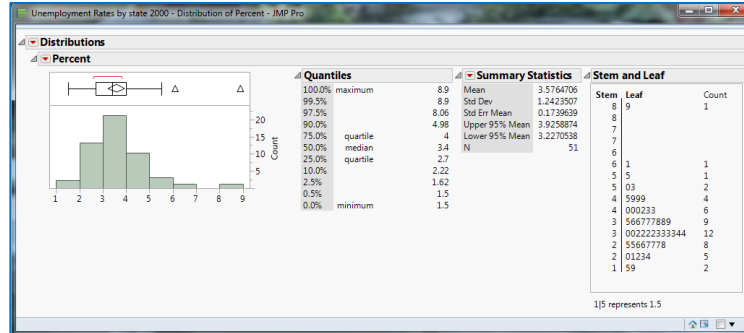 Unemployment Rates by state 2000 - Distribution of Percent - JMP Pro
Distributions
Percent
20
15
10
5
Count
1 2 3 4 5 6 7 8 9
Quantiles
100.0% maximum 8.9
99.5% 8.9
97.5% 8.06
90.0% 4.98
75.0% quartile 4
50.0% median 3.4
25.0% quartile 2.7
10.0% 2.22
2.5% 1.62
0.5% 1.5
0.0% minimum 1.5
Summary Statistics
Mean 3.5764706
Std Dev 1.2423507
Std Err Mean 0.1739639
Upper 95% Mean 3.9258874
Lower 95% Mean 3.2270538
N 51
Stem and Leaf
Stem Leaf Count
8 9 1
8
7
7
6
6 1 1
5 5 1
5 03 2
4 5999 4
4 000233 6
3 566777889 9
3 002222333344 12
2 55667778 8
2 01234 5
1 59 2
1|5 represents 1.5